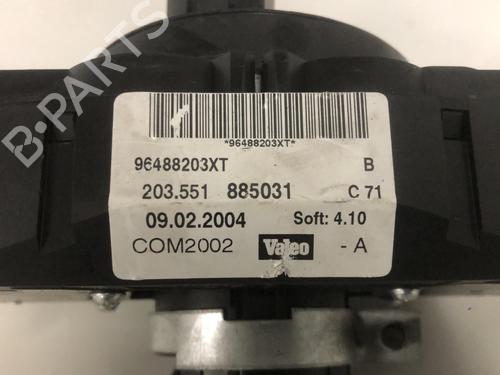 B-PARTS
*96488203XT*
96488203XT B
203.551 885031 C 71
09.02.2004 Soft: 4.10
COM2002 Valeo - A